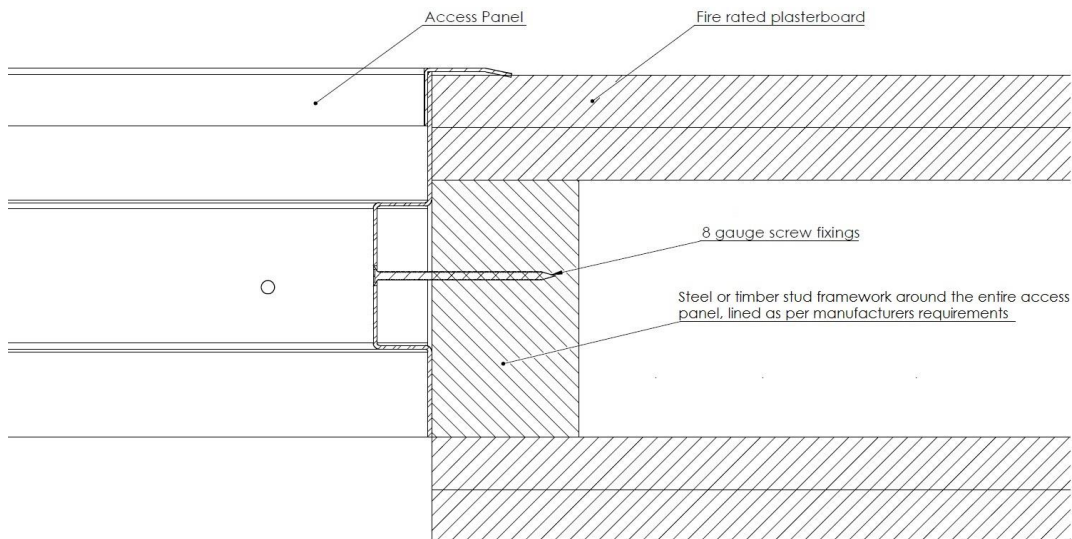 Access Panel
Fire rated plasterboard
8 gauge screw fixings
Steel or timber stud framework around the entire access
panel, lined as per manufacturers requirements